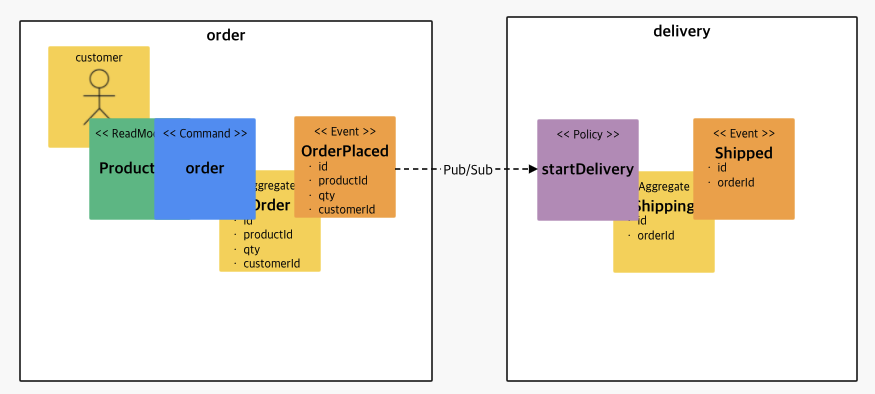 order
delivery
customer
<< ReadMo
<< Command >>
Product
order
<< Event >>
OrderPlaced
· id
· productId
· qty
· customerId
ggregate
Order
· id
· productId
· qty
· customerId
Pub/Sub
<< Policy >>
startDelivery
Aggregate
Shipping
· id
· orderId
<< Event >>
Shipped
· id
· orderId